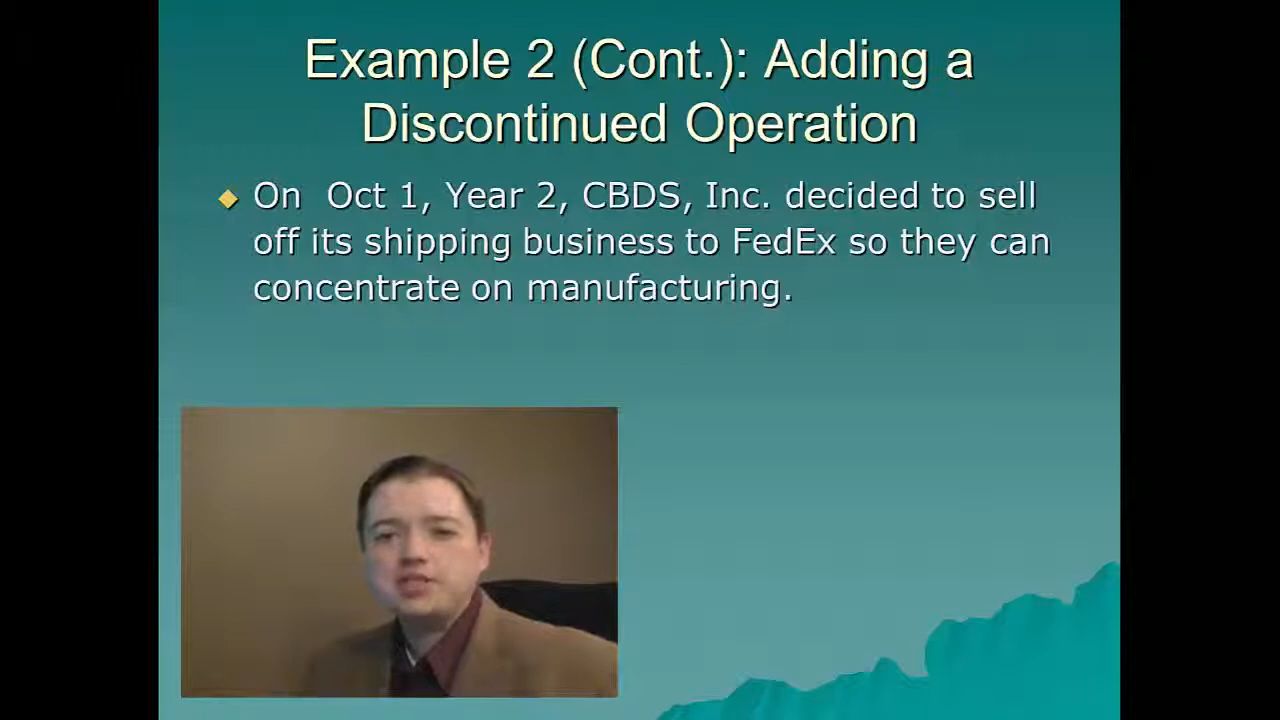 Example 2 (Cont.): Adding a
Discontinued Operation
On  Oct 1, Year 2, CBDS, Inc. decided to sell
off its shipping business to FedEx so they can
concentrate on manufacturing.